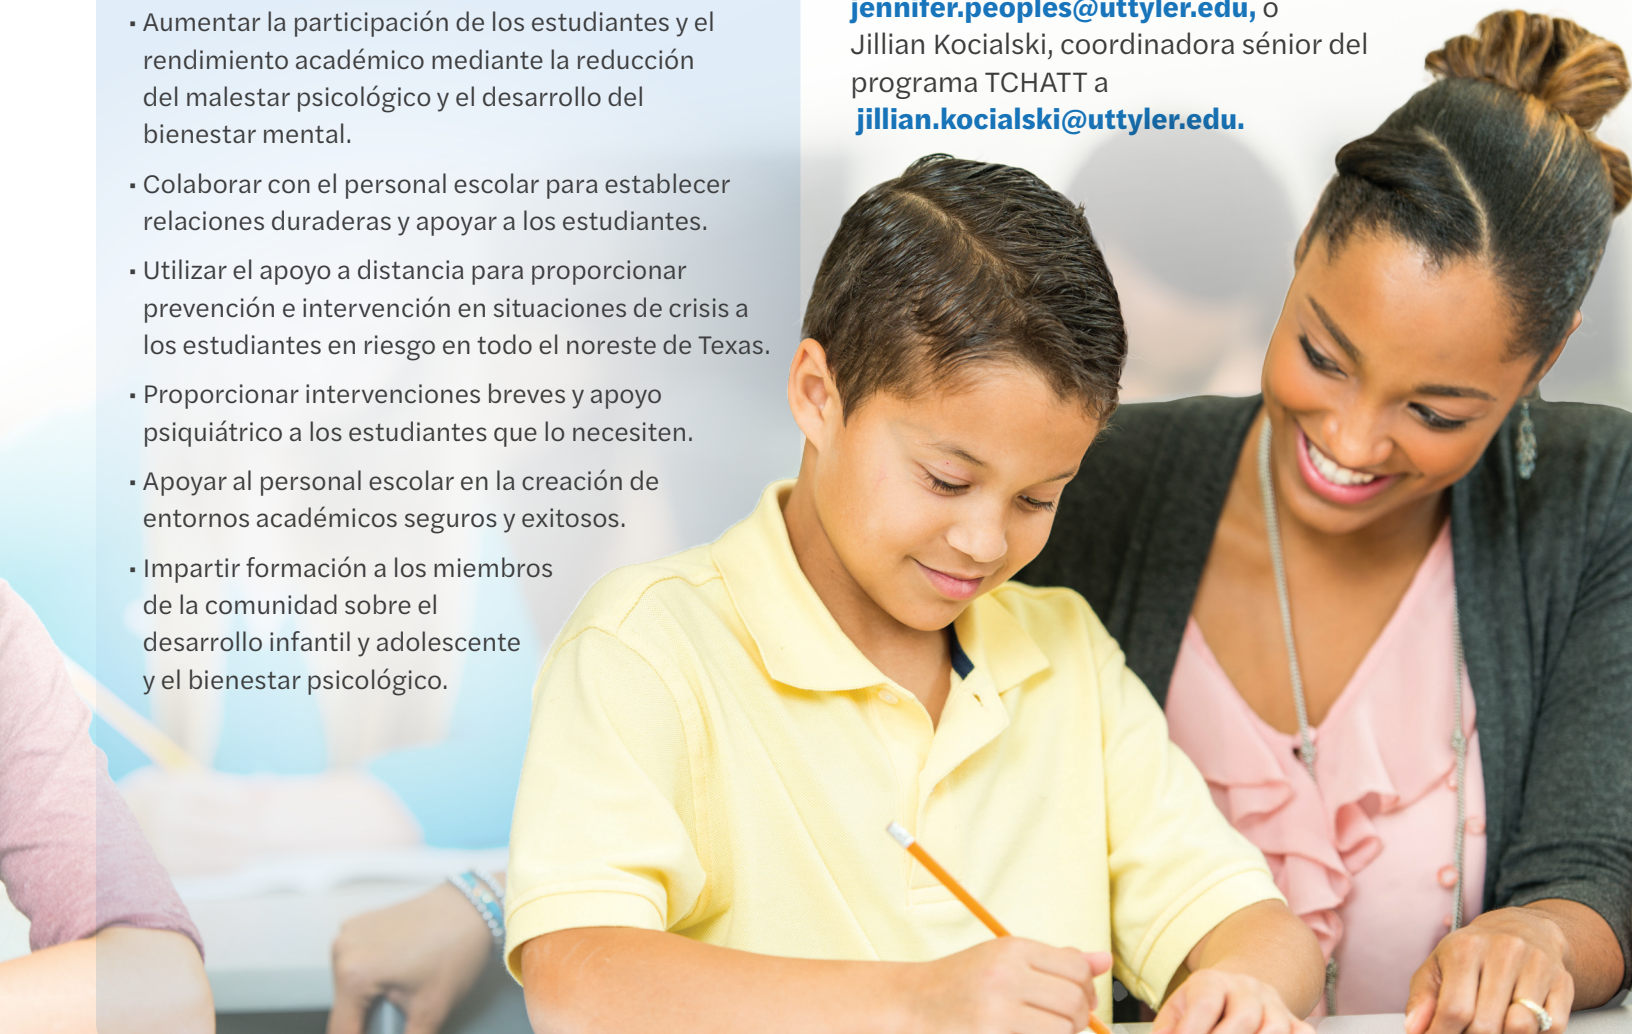 · Aumentar la participación de los estudiantes y el
rendimiento académico mediante la reducción
del malestar psicológico y el desarrollo del
bienestar mental.
· Colaborar con el personal escolar para establecer
relaciones duraderas y apoyar a los estudiantes.
· Utilizar el apoyo a distancia para proporcionar
prevención e intervención en situaciones de crisis a
los estudiantes en riesgo en todo el noreste de Texas.
· Proporcionar intervenciones breves y apoyo
psiquiátrico a los estudiantes que lo necesiten.
· Apoyar al personal escolar en la creación de
entornos académicos seguros y exitosos.
· Impartir formación a los miembros
de la comunidad sobre el
desarrollo infantil y adolescente
y el bienestar psicológico.
jennifer.peoples@uttyler.edu, o
Jillian Kocialski, coordinadora sénior del
programa TCHATT a
jillian.kocialski@uttyler.edu.